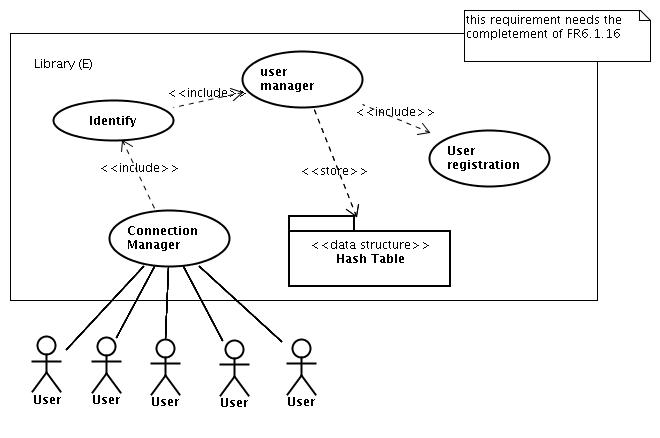 this requirement needs the
completement of FR6.1.16
Library (E)
user
manager
<<include>>
<<include>>
Identify
User
registration
<<include>>
<<store>>
Connection
Manager
<<data structure>>
Hash Table
User
User
User
User
User